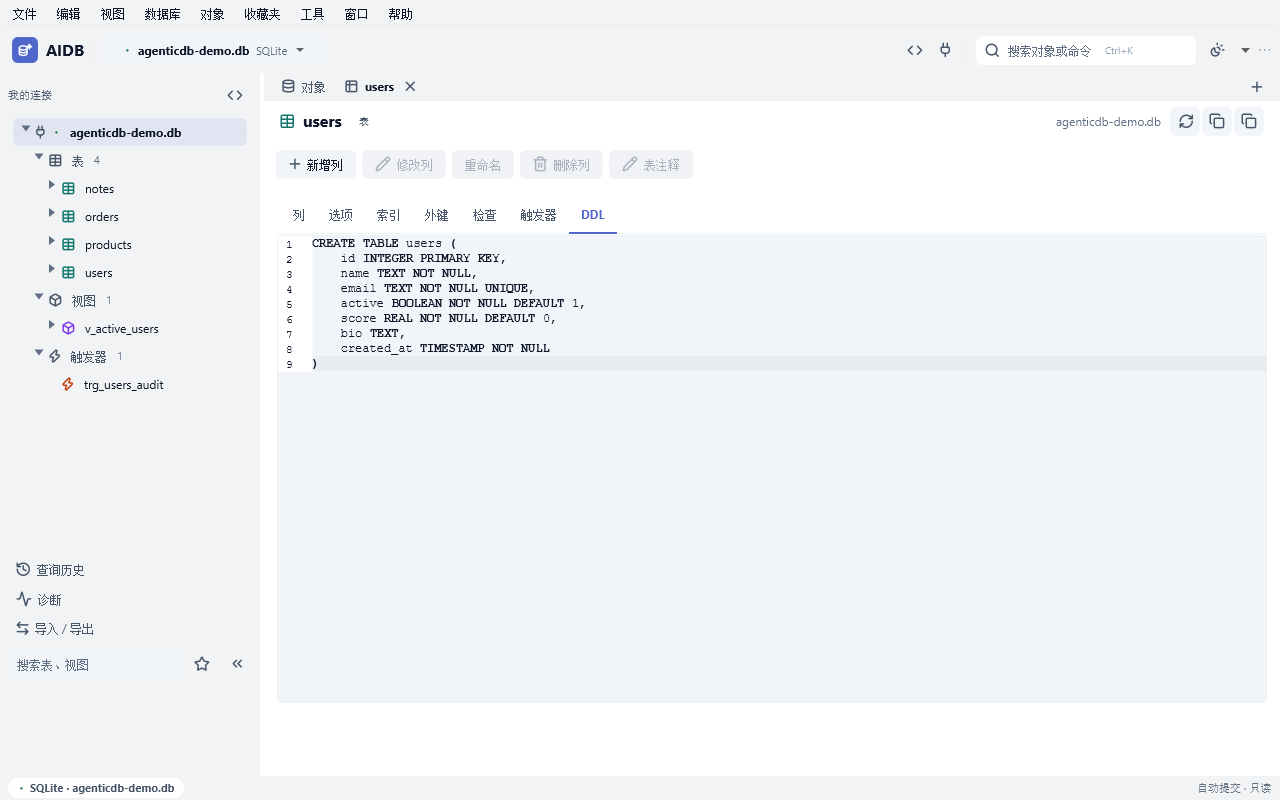 文件 编辑 视图 数据库 对象 收藏夹 工具 窗口 帮助
AIDB agenticdb-demo.db SQLite 搜索对象或命令 Ctrl+K
我的连接
对象 users
agenticdb-demo.db
表 4
notes
orders
products
users
视图 1
v_active_users
触发器 1
trg_users_audit
查询历史
诊断
导入 / 导出
搜索表、视图
users 表 agenticdb-demo.db
新增列 修改列 重命名 删除列 表注释
列 选项 索引 外键 检查 触发器 DDL
1 CREATE TABLE users (
2 id INTEGER PRIMARY KEY,
3 name TEXT NOT NULL,
4 email TEXT NOT NULL UNIQUE,
5 active BOOLEAN NOT NULL DEFAULT 1,
6 score REAL NOT NULL DEFAULT 0,
7 bio TEXT,
8 created_at TIMESTAMP NOT NULL
9 )
SQLite · agenticdb-demo.db 自动提交 · 只读